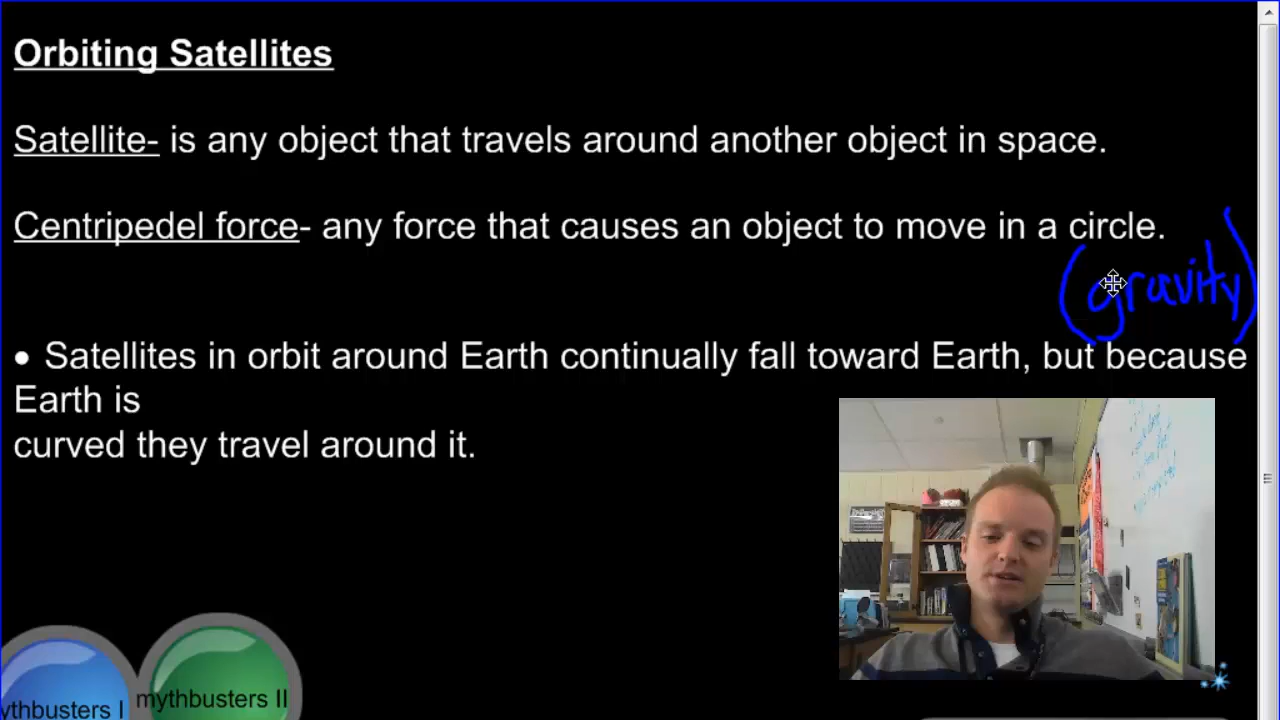 Orbiting Satellites
Satellite- is any object that travels around another object in space.
Centripedel force- any force that causes an object to move in a circle.
(gravity)
• Satellites in orbit around Earth continually fall toward Earth, but because
Earth is
curved they travel around it.
ythbusters I
mythbusters II